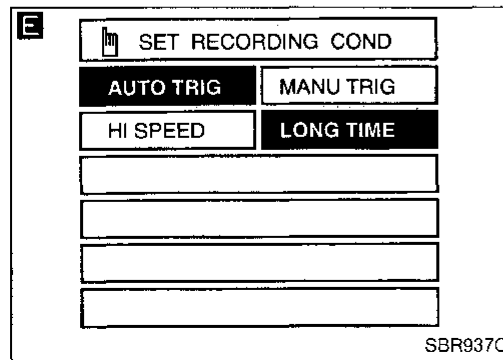 E
SET RECORDING COND
AUTO TRIG MANU TRIG
HI SPEED LONG TIME
SBR937C